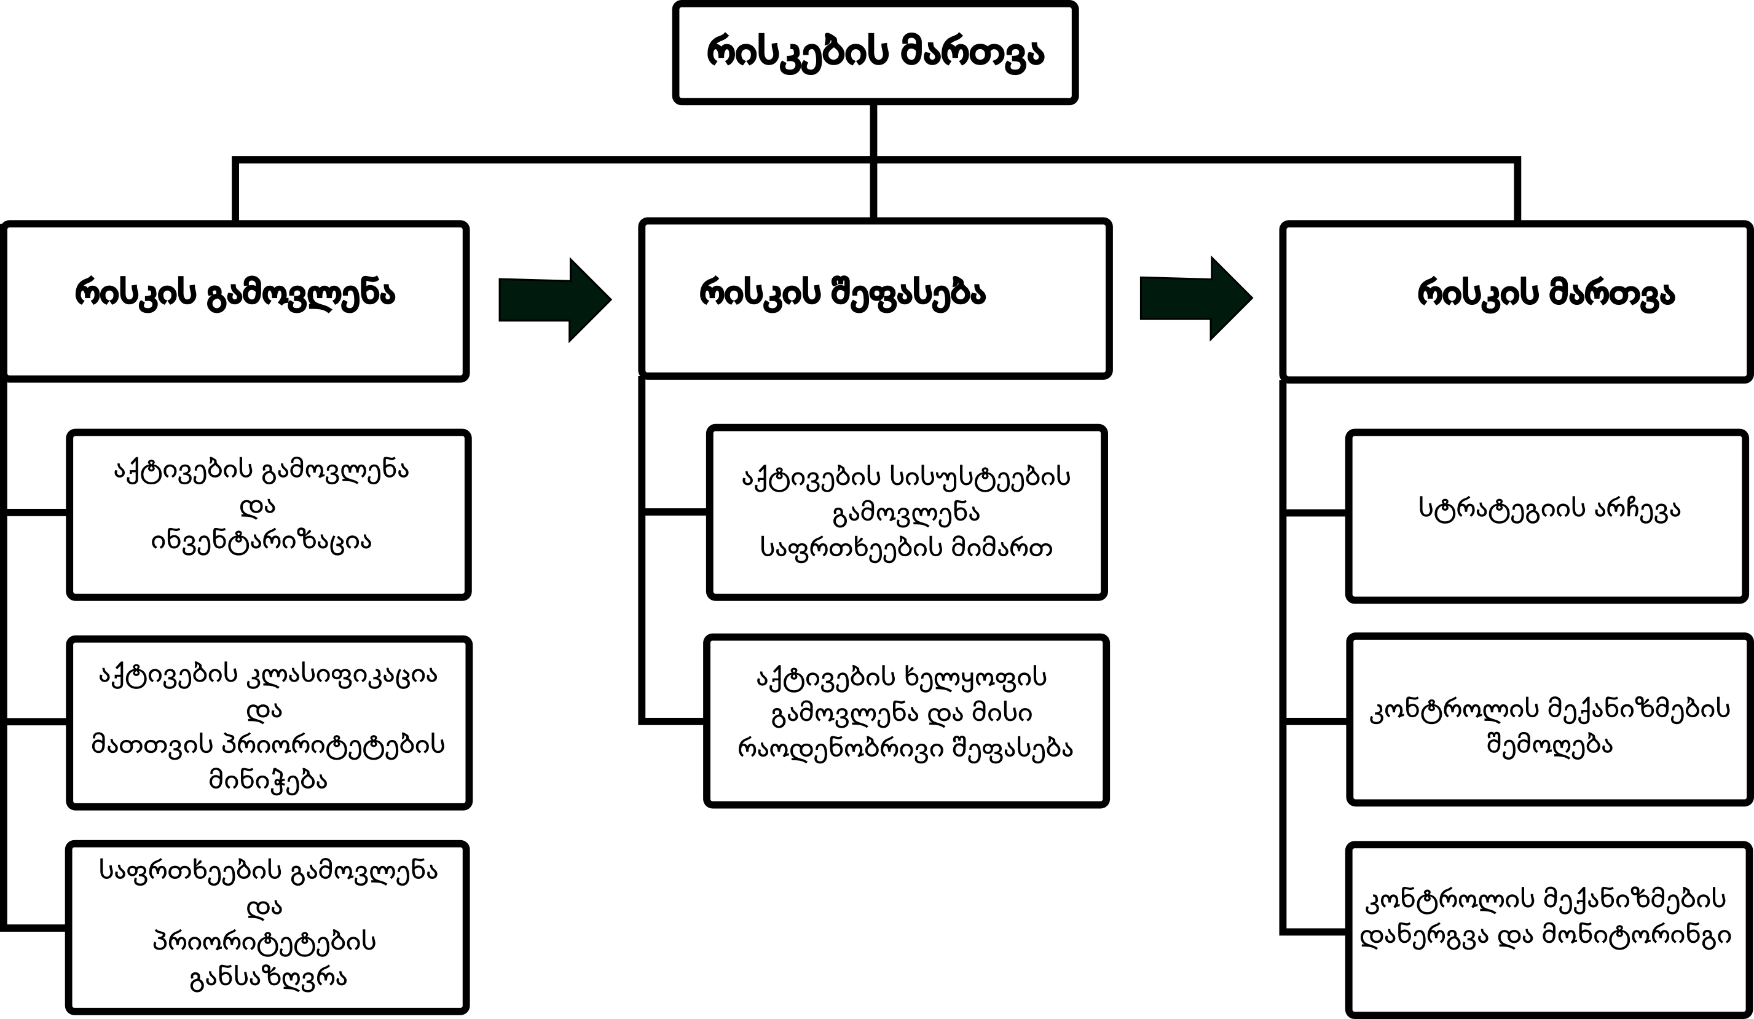 რისკების მართვა
რისკის გამოვლენა
რისკის შეფასება
რისკის მართვა
აქტივების გამოვლენა
და
ინვენტარიზაცია
აქტივების კლასიფიკაცია
და
მათთვის პრიორიტეტების
მინიჭება
საფრთხეების გამოვლენა
და
პრიორიტეტების
განსაზღვრა
აქტივების სისუსტეების
გამოვლენა
საფრთხეების მიმართ
აქტივების ხელყოფის
გამოვლენა და მისი
რაოდენობრივი შეფასება
სტრატეგიის არჩევა
კონტროლის მექანიზმების
შემოღება
კონტროლის მექანიზმების
დანერგვა და მონიტორინგი